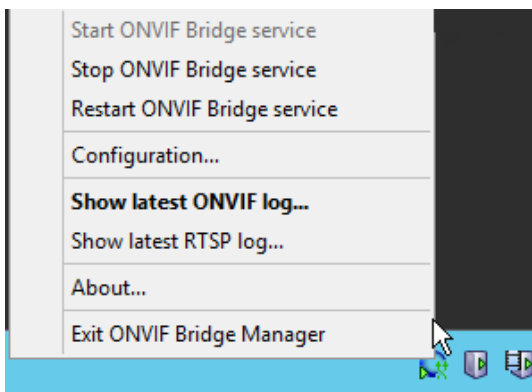 Start ONVIF Bridge service
Stop ONVIF Bridge service
Restart ONVIF Bridge service
Configuration...
Show latest ONVIF log...
Show latest RTSP log...
About...
Exit ONVIF Bridge Manager